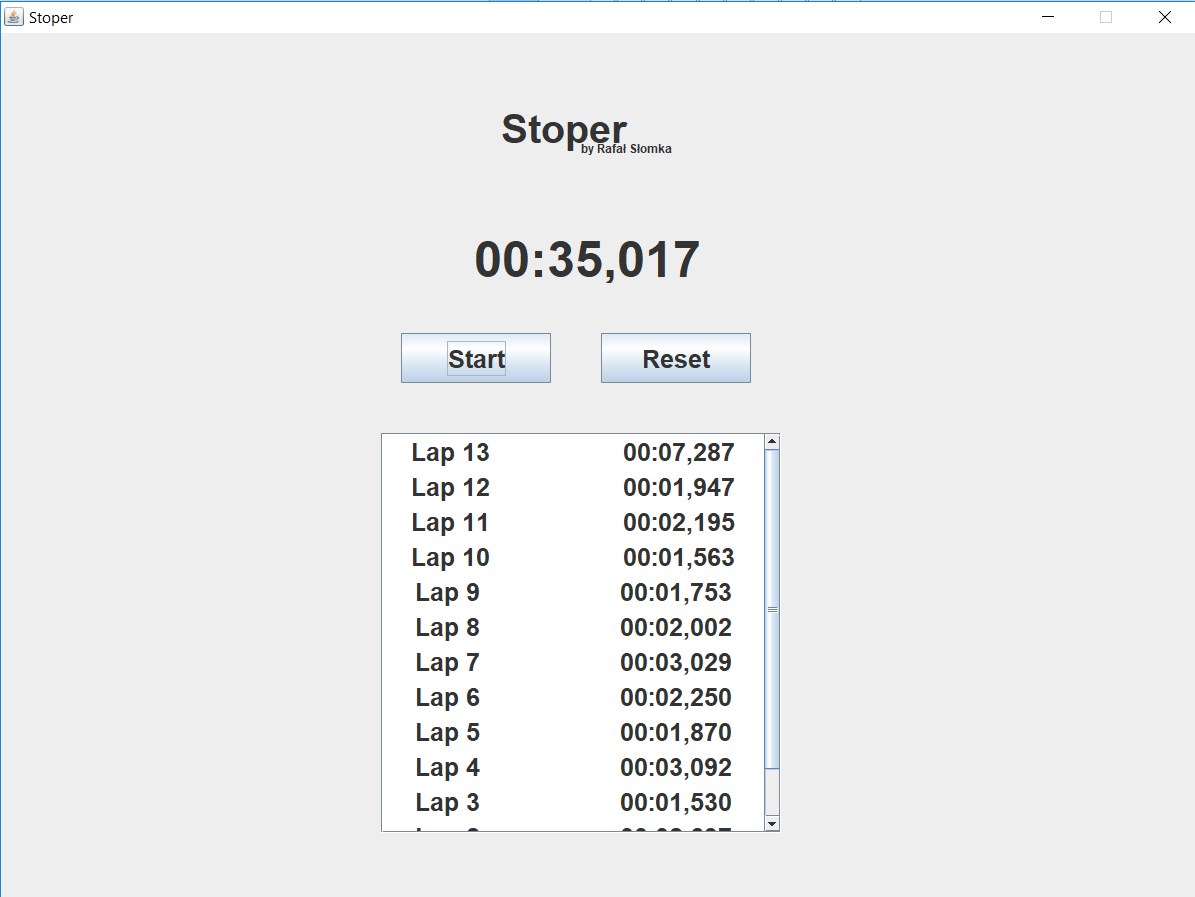 Stoper
Stoper
by Rafał Słomka
00:35,017
Start Reset
Lap 13 00:07,287
Lap 12 00:01,947
Lap 11 00:02,195
Lap 10 00:01,563
Lap 9 00:01,753
Lap 8 00:02,002
Lap 7 00:03,029
Lap 6 00:02,250
Lap 5 00:01,870
Lap 4 00:03,092
Lap 3 00:01,530